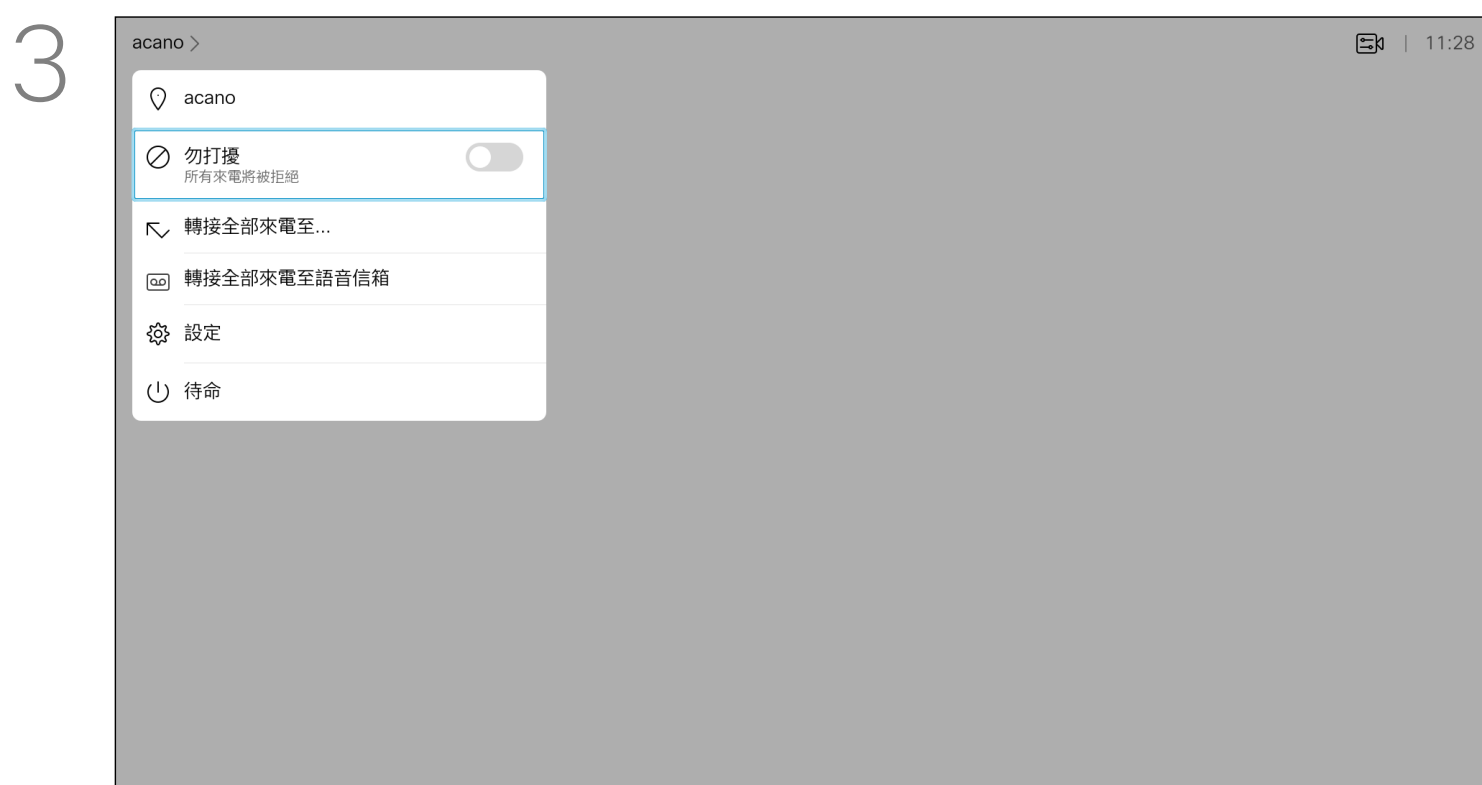 3
acano
11:28
acano
勿打擾
所有來電將被拒絕
轉接全部來電至...
轉接全部來電至語音信箱
設定
待命